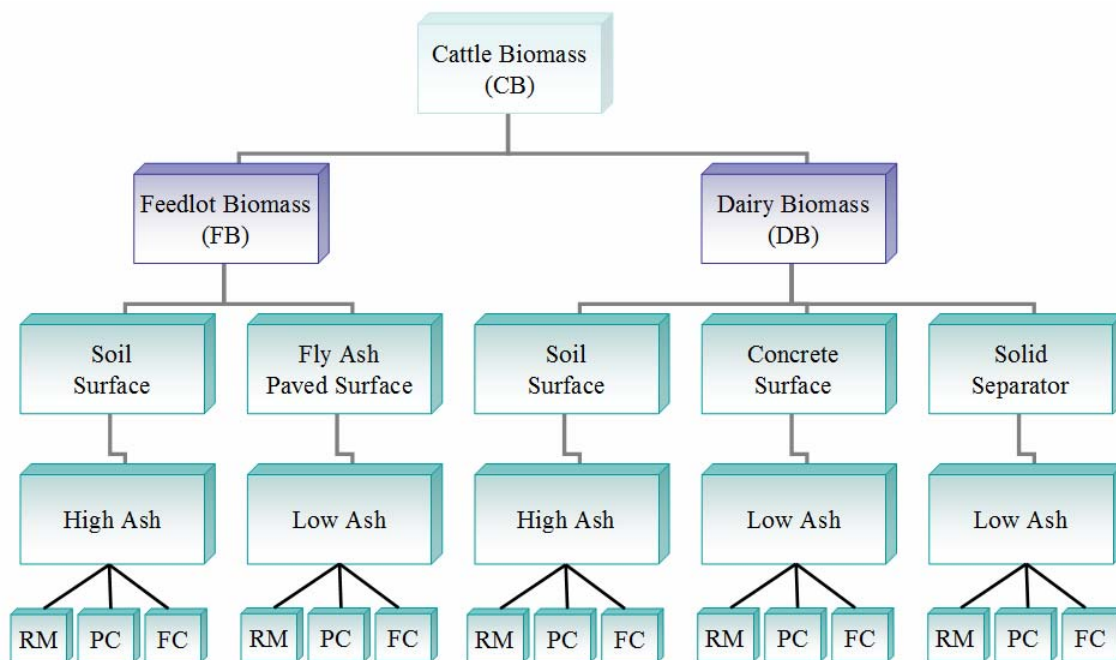 Cattle Biomass
(CB)
Feedlot Biomass
(FB)
Dairy Biomass
(DB)
Soil
Surface
Fly Ash
Paved Surface
Soil
Surface
Concrete
Surface
Solid
Separator
High Ash
Low Ash
High Ash
Low Ash
Low Ash
RM
PC
FC
RM
PC
FC
RM
PC
FC
RM
PC
FC
RM
PC
FC